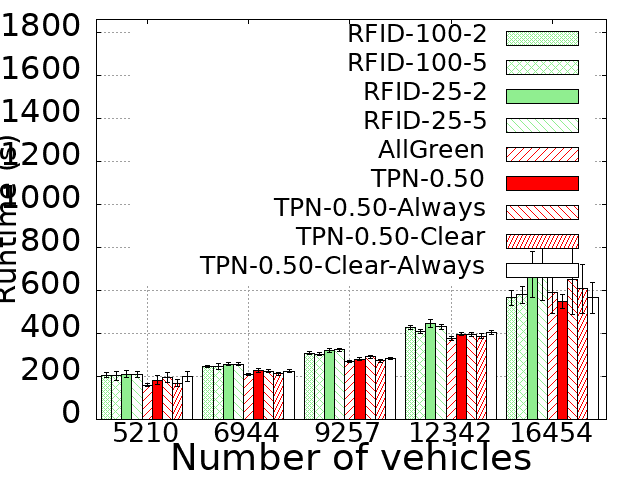 1800
1600
1400
1200
1000
800
600
400
200
0
Runtime (s)
RFID-100-2
RFID-100-5
RFID-25-2
RFID-25-5
AllGreen
TPN-0.50
TPN-0.50-Always
TPN-0.50-Clear
TPN-0.50-Clear-Always
5210 6944 9257 12342 16454
Number of vehicles